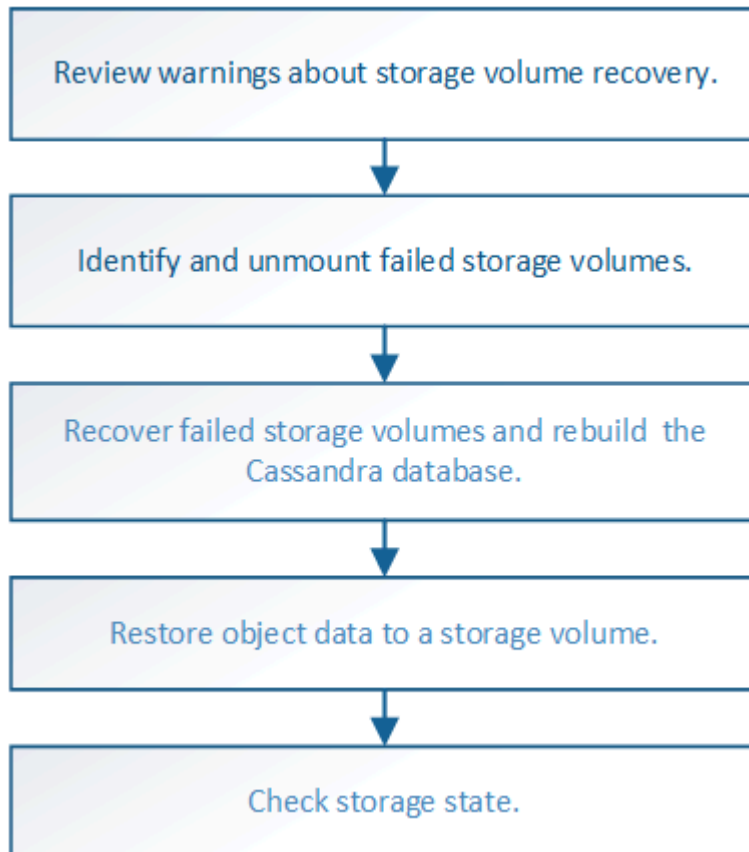 Review warnings about storage volume recovery.
Identify and unmount failed storage volumes.
Recover failed storage volumes and rebuild the
Cassandra database.
Restore object data to a storage volume.
Check storage state.